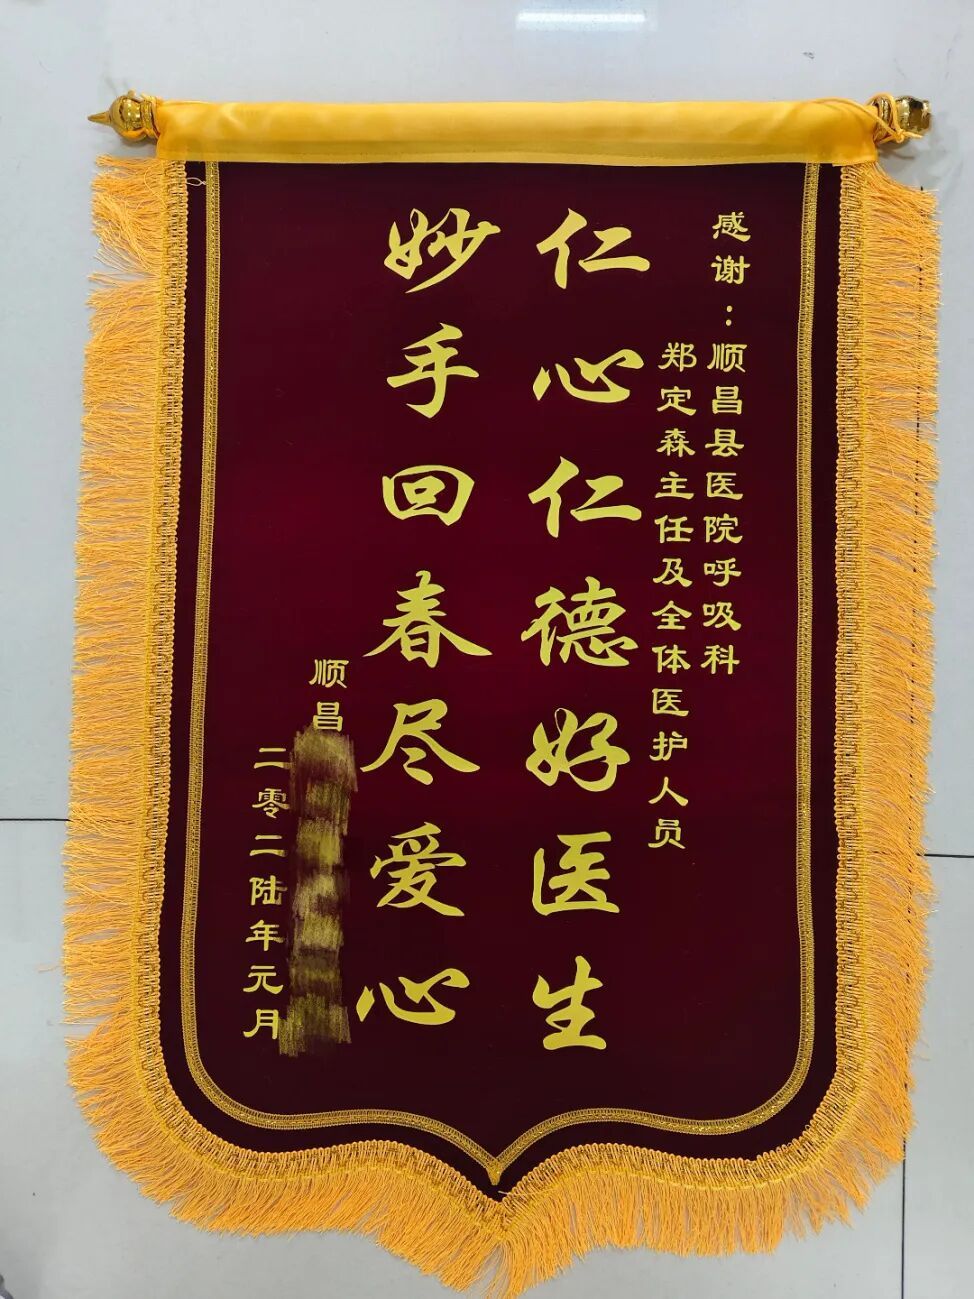 感谢：顺昌县医院呼吸科
郑定森主任及全体医护人员
仁心仁德好医生
妙手回春尽爱心
顺昌
二零二陆年元月